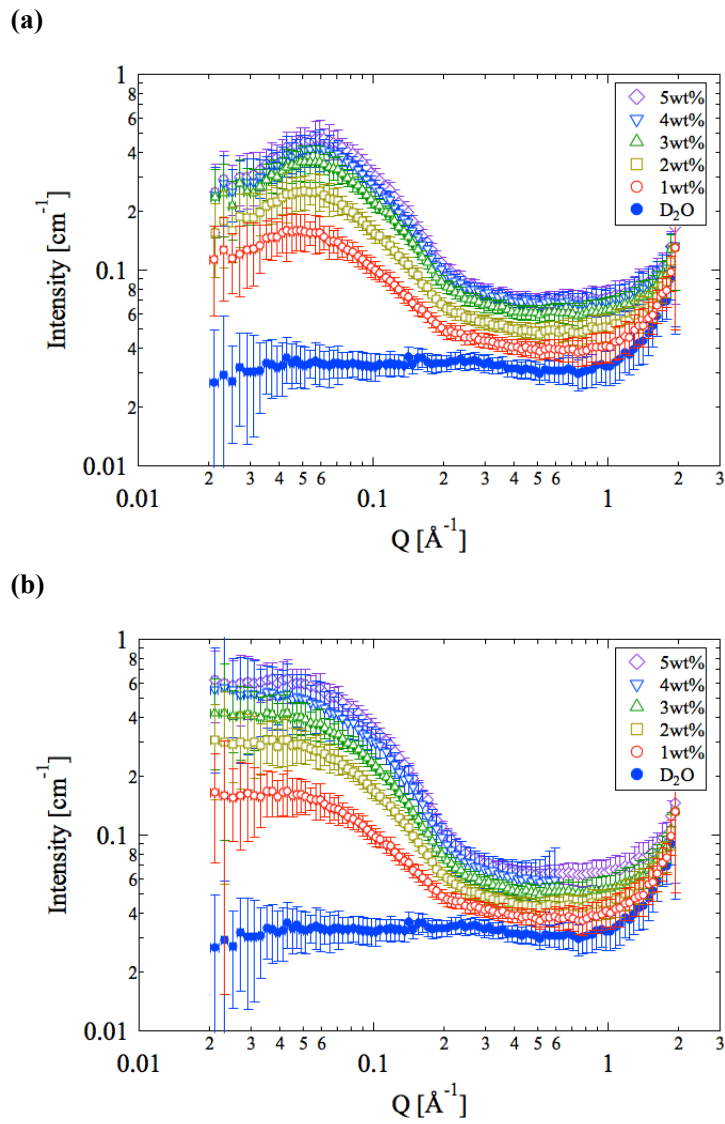 (a)
1
8
6
4
2
0.1
8
6
4
2
0.01
Intensity [cm⁻¹]
5wt%
4wt%
3wt%
2wt%
1wt%
D₂O
2 3 4 5 6 2 3 4 5 6 2 3
0.01 0.1 1
Q [Å⁻¹]
(b)
1
8
6
4
2
0.1
8
6
4
2
0.01
Intensity [cm⁻¹]
5wt%
4wt%
3wt%
2wt%
1wt%
D₂O
2 3 4 5 6 2 3 4 5 6 2 3
0.01 0.1 1
Q [Å⁻¹]